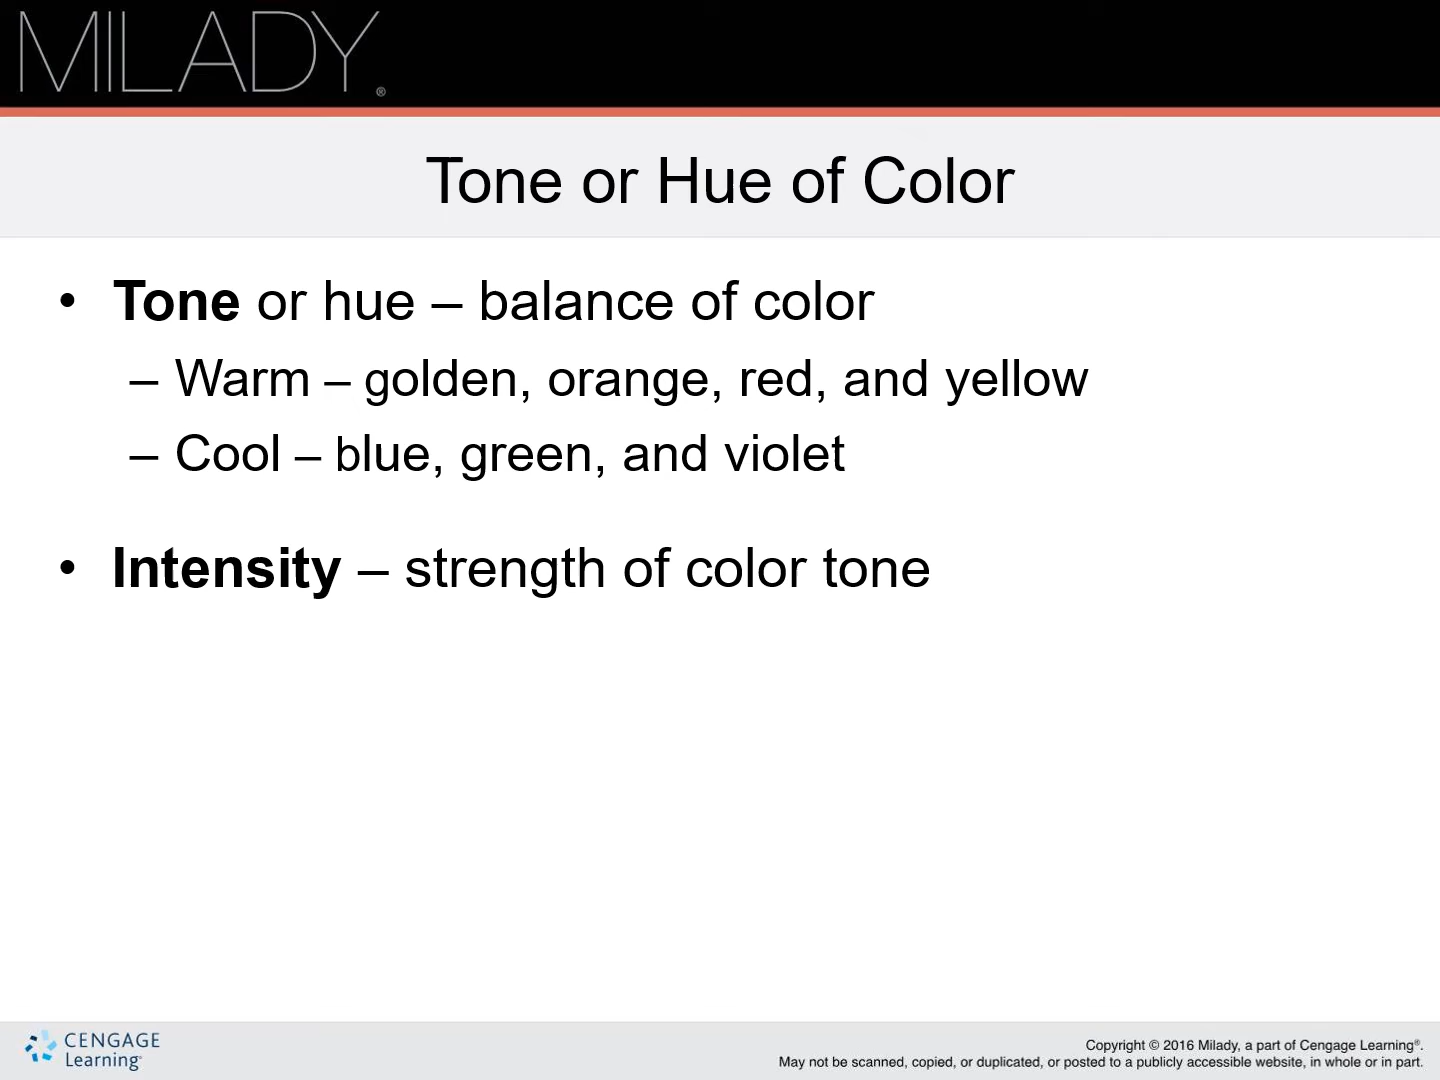 MILADY®
Tone or Hue of Color
• Tone or hue – balance of color
– Warm – golden, orange, red, and yellow
– Cool – blue, green, and violet
• Intensity – strength of color tone
CENGAGE
Learning®
Copyright © 2016 Milady, a part of Cengage Learning®.
May not be scanned, copied, or duplicated, or posted to a publicly accessible website, in whole or in part.